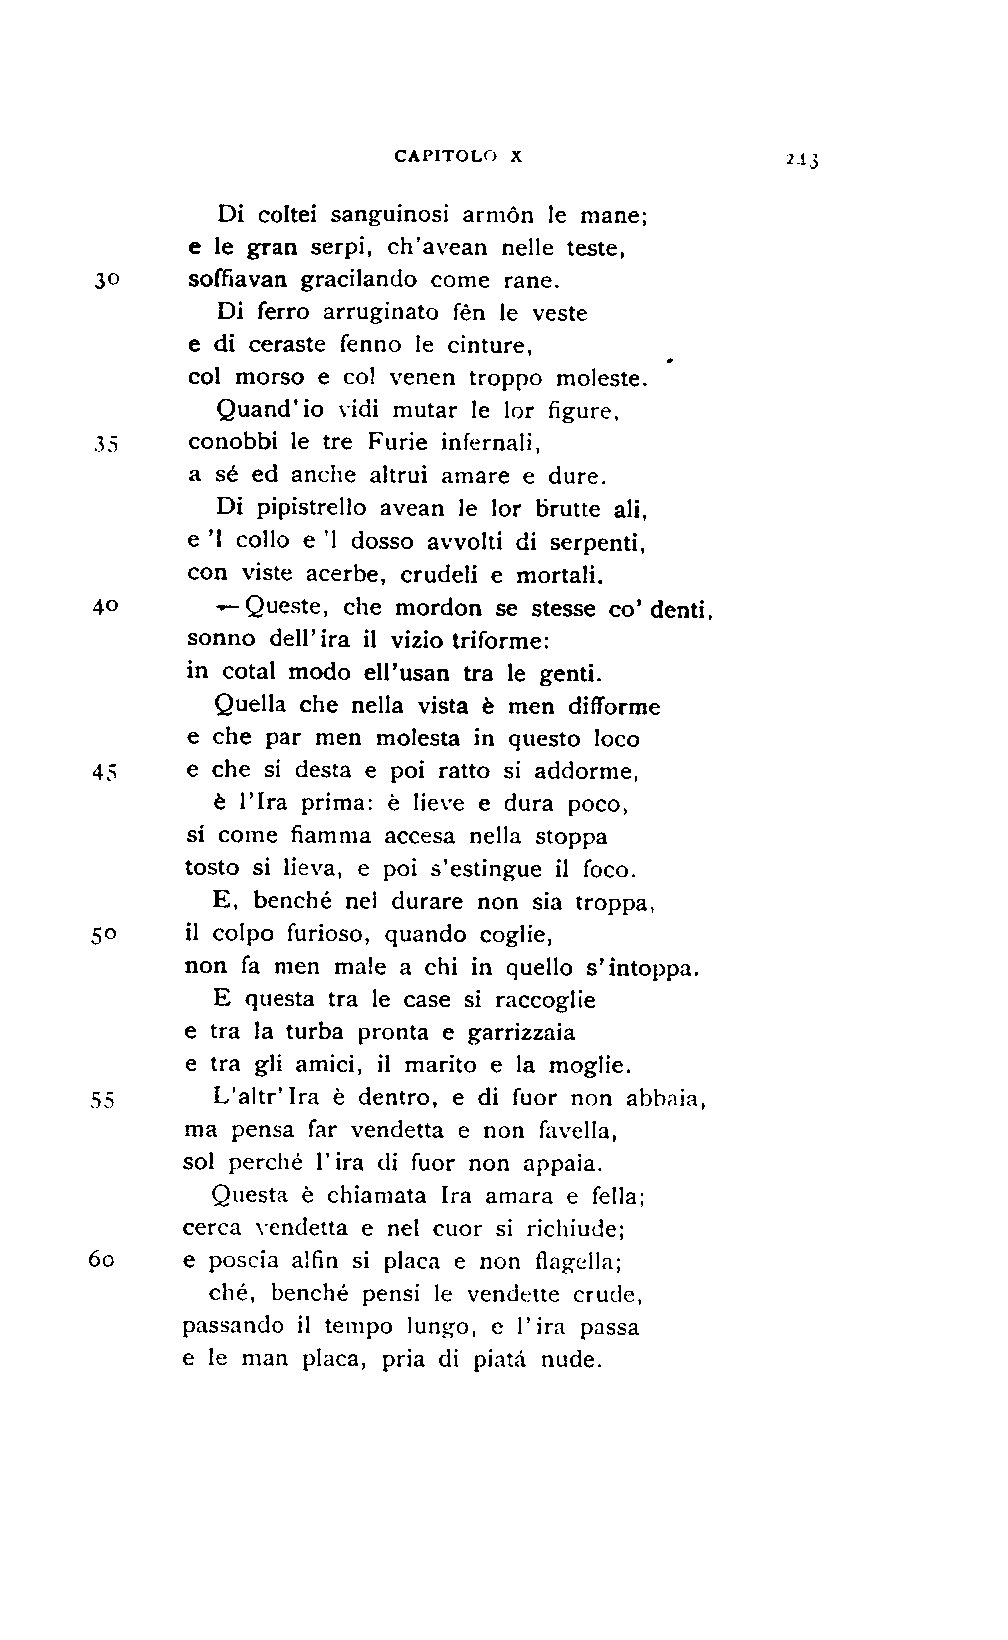 CAPITOLO X 243
Di coltei sanguinosi armôn le mane;
e le gran serpi, ch'avean nelle teste,
30 soffiavan gracilando come rane.
Di ferro arruginato fên le veste
e di ceraste fenno le cinture,
col morso e col venen troppo moleste.
Quand'io vidi mutar le lor figure,
35 conobbi le tre Furie infernali,
a sé ed anche altrui amare e dure.
Di pipistrello avean le lor brutte ali,
e 'l collo e 'l dosso avvolti di serpenti,
con viste acerbe, crudeli e mortali.
40 — Queste, che mordon se stesse co' denti,
sonno dell'ira il vizio triforme:
in cotal modo ell'usan tra le genti.
Quella che nella vista è men difforme
e che par men molesta in questo loco
45 e che si desta e poi ratto si addorme,
è l'Ira prima: è lieve e dura poco,
sí come fiamma accesa nella stoppa
tosto si lieva, e poi s'estingue il foco.
E, benché nel durare non sia troppa,
50 il colpo furioso, quando coglie,
non fa men male a chi in quello s'intoppa.
E questa tra le case si raccoglie
e tra la turba pronta e garrizzaia
e tra gli amici, il marito e la moglie.
55 L'altr'Ira è dentro, e di fuor non abbaia,
ma pensa far vendetta e non favella,
sol perché l'ira di fuor non appaia.
Questa è chiamata Ira amara e fella;
cerca vendetta e nel cuor si richiude;
60 e poscia alfin si placa e non flagella;
ché, benché pensi le vendette crude,
passando il tempo lungo, e l'ira passa
e le man placa, pria di piatá nude.